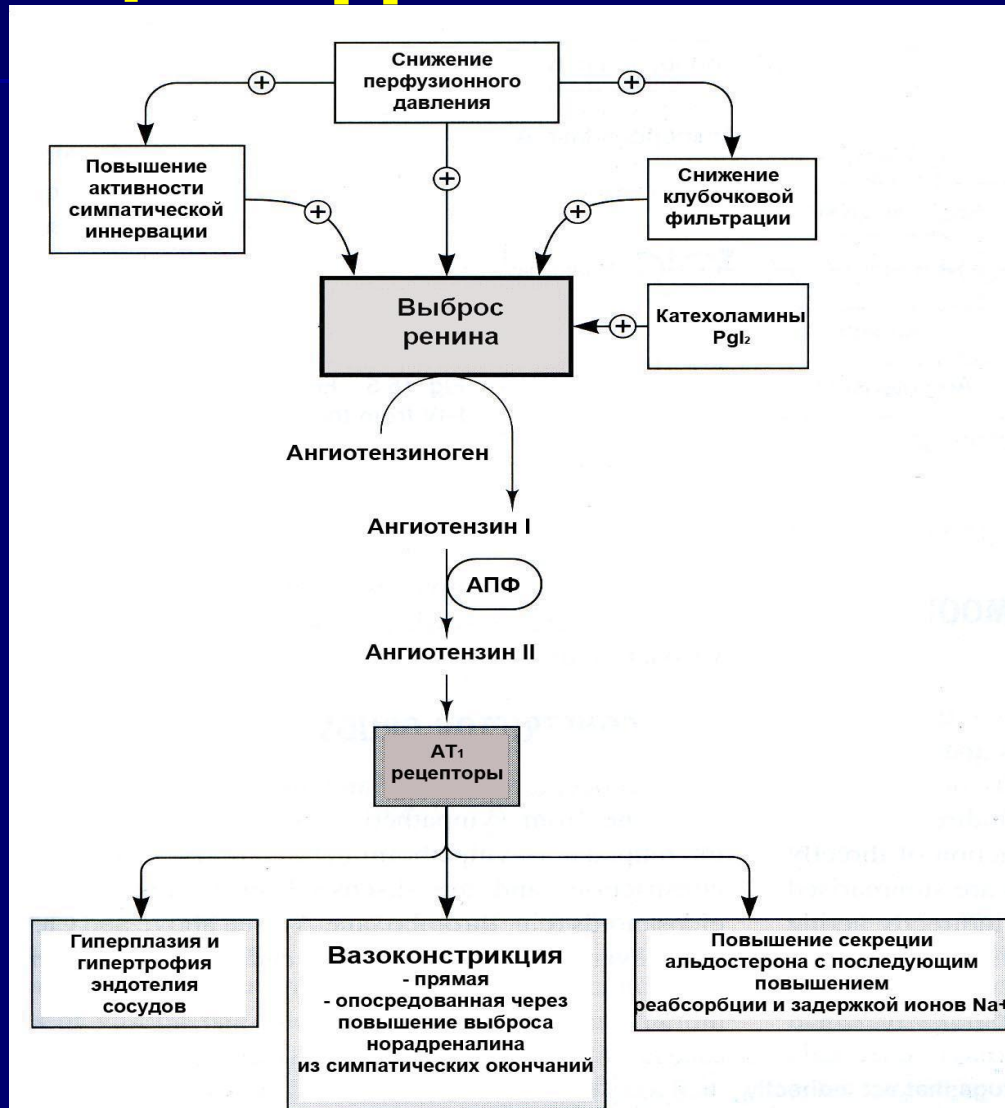 Снижение
перфузионного
давления
+
+
Повышение
активности
симпатической
иннервации
+
Снижение
клубочковой
фильтрации
+
+
Выброс
ренина
+
Катехоламины
PgI₂
Ангиотензиноген
Ангиотензин I
АПФ
Ангиотензин II
АТ₁
рецепторы
Гиперплазия и
гипертрофия
эндотелия
сосудов
Вазоконстрикция
- прямая
- опосредованная через
повышение выброса
норадреналина
из симпатических окончаний
Повышение секреции
альдостерона с последующим
повышением
реабсорбции и задержкой ионов Na+